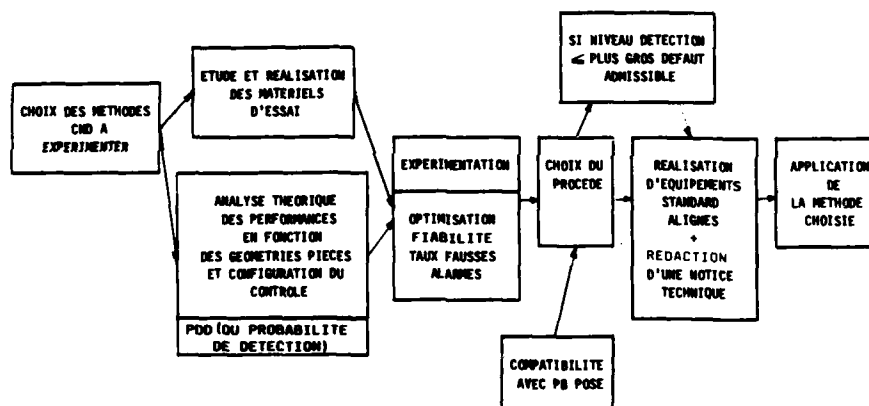 CHOIX DES METHODES
CND A
EXPERIMENTER
ETUDE ET REALISATION
DES MATERIELS
D'ESSAI
ANALYSE THEORIQUE
DES PERFORMANCES
EN FONCTION
DES GEOMETRIES PIECES
ET CONFIGURATION DU
CONTROLE
PDD (OU PROBABILITE
DE DETECTION)
EXPERIMENTATION
OPTIMISATION
FIABILITE
TAUX FAUSSES
ALARMES
CHOIX DU
PROCEDE
SI NIVEAU DETECTION
≤ PLUS GROS DEFAUT
ADMISSIBLE
COMPATIBILITE
AVEC PB POSE
REALISATION
D'EQUIPEMENTS
STANDARD
ALIGNES
+
REDACTION
D'UNE NOTICE
TECHNIQUE
APPLICATION
DE
LA METHODE
CHOISIE